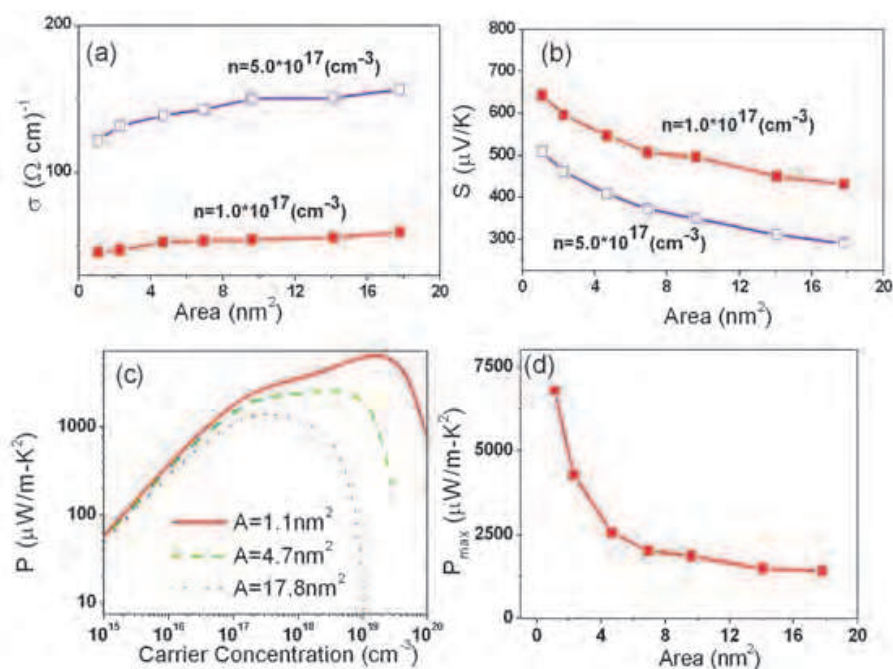 (a)
n=5.0*10^17(cm^-3)
n=1.0*10^17(cm^-3)
σ (Ω cm)^-1
200
100
0 4 8 12 16 20
Area (nm^2)
(b)
n=1.0*10^17(cm^-3)
n=5.0*10^17(cm^-3)
S (μV/K)
800
700
600
500
400
300
0 4 8 12 16 20
Area (nm^2)
(c)
P (μW/m-K^2)
1000
100
10
A=1.1nm^2
A=4.7nm^2
A=17.8nm^2
10^15 10^16 10^17 10^18 10^19 10^20
Carrier Concentration (cm^-3)
(d)
P_max (μW/m-K^2)
7500
5000
2500
0
0 4 8 12 16 20
Area (nm^2)